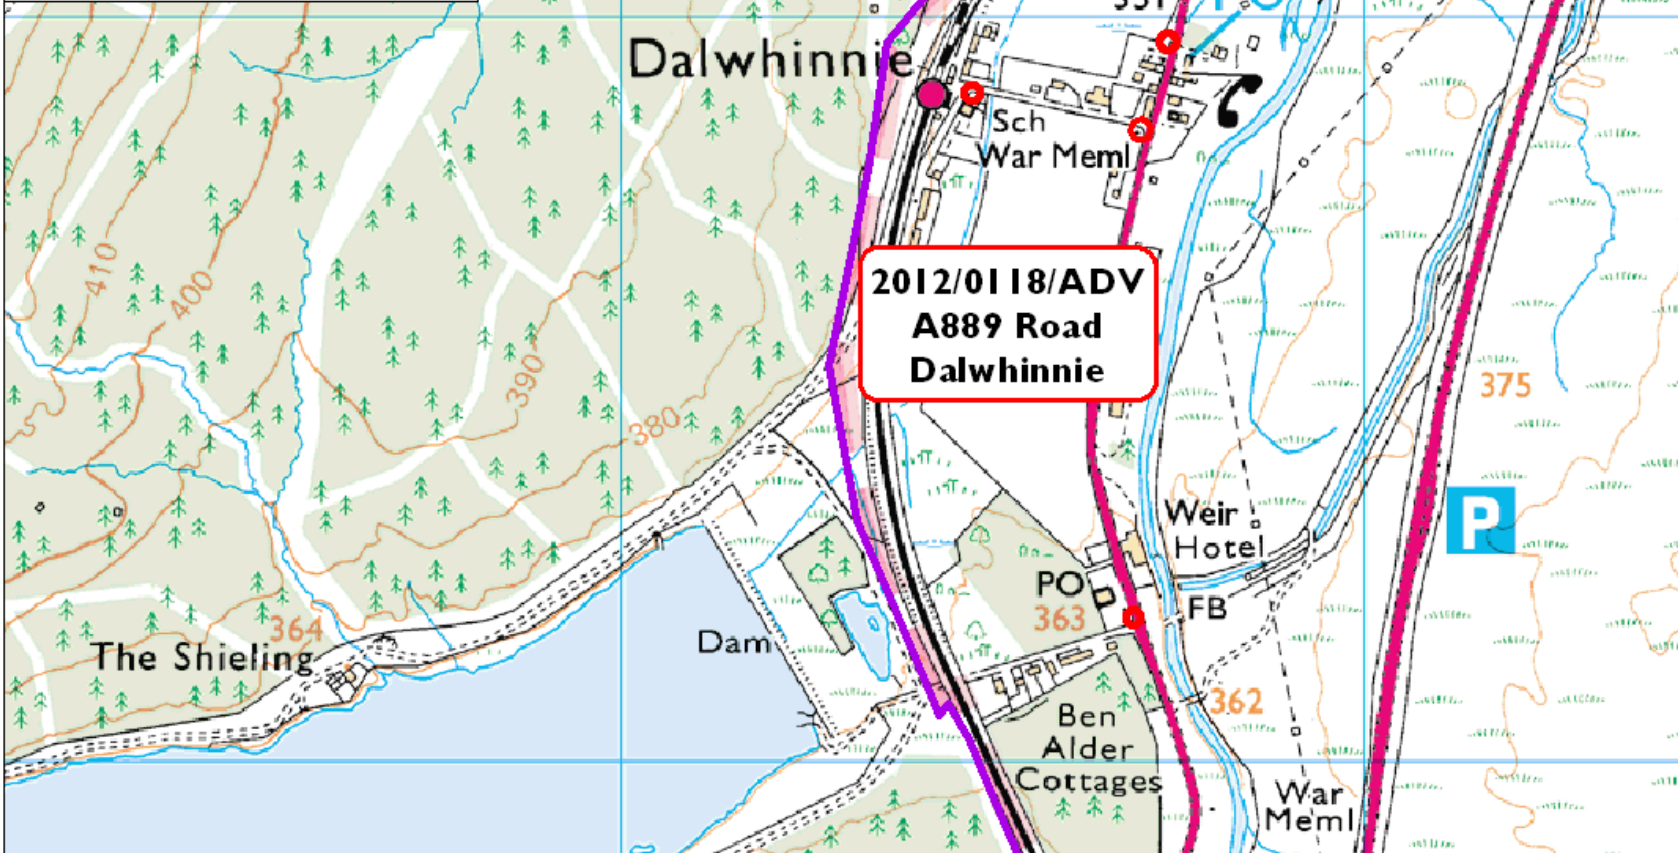 Dalwhinnie
Sch
War Meml
2012/0118/ADV
A889 Road
Dalwhinnie
410
400
390
380
375
P
Weir
Hotel
PO
363
FB
364
The Shieling
Dam
362
Ben
Alder
Cottages
War
Meml